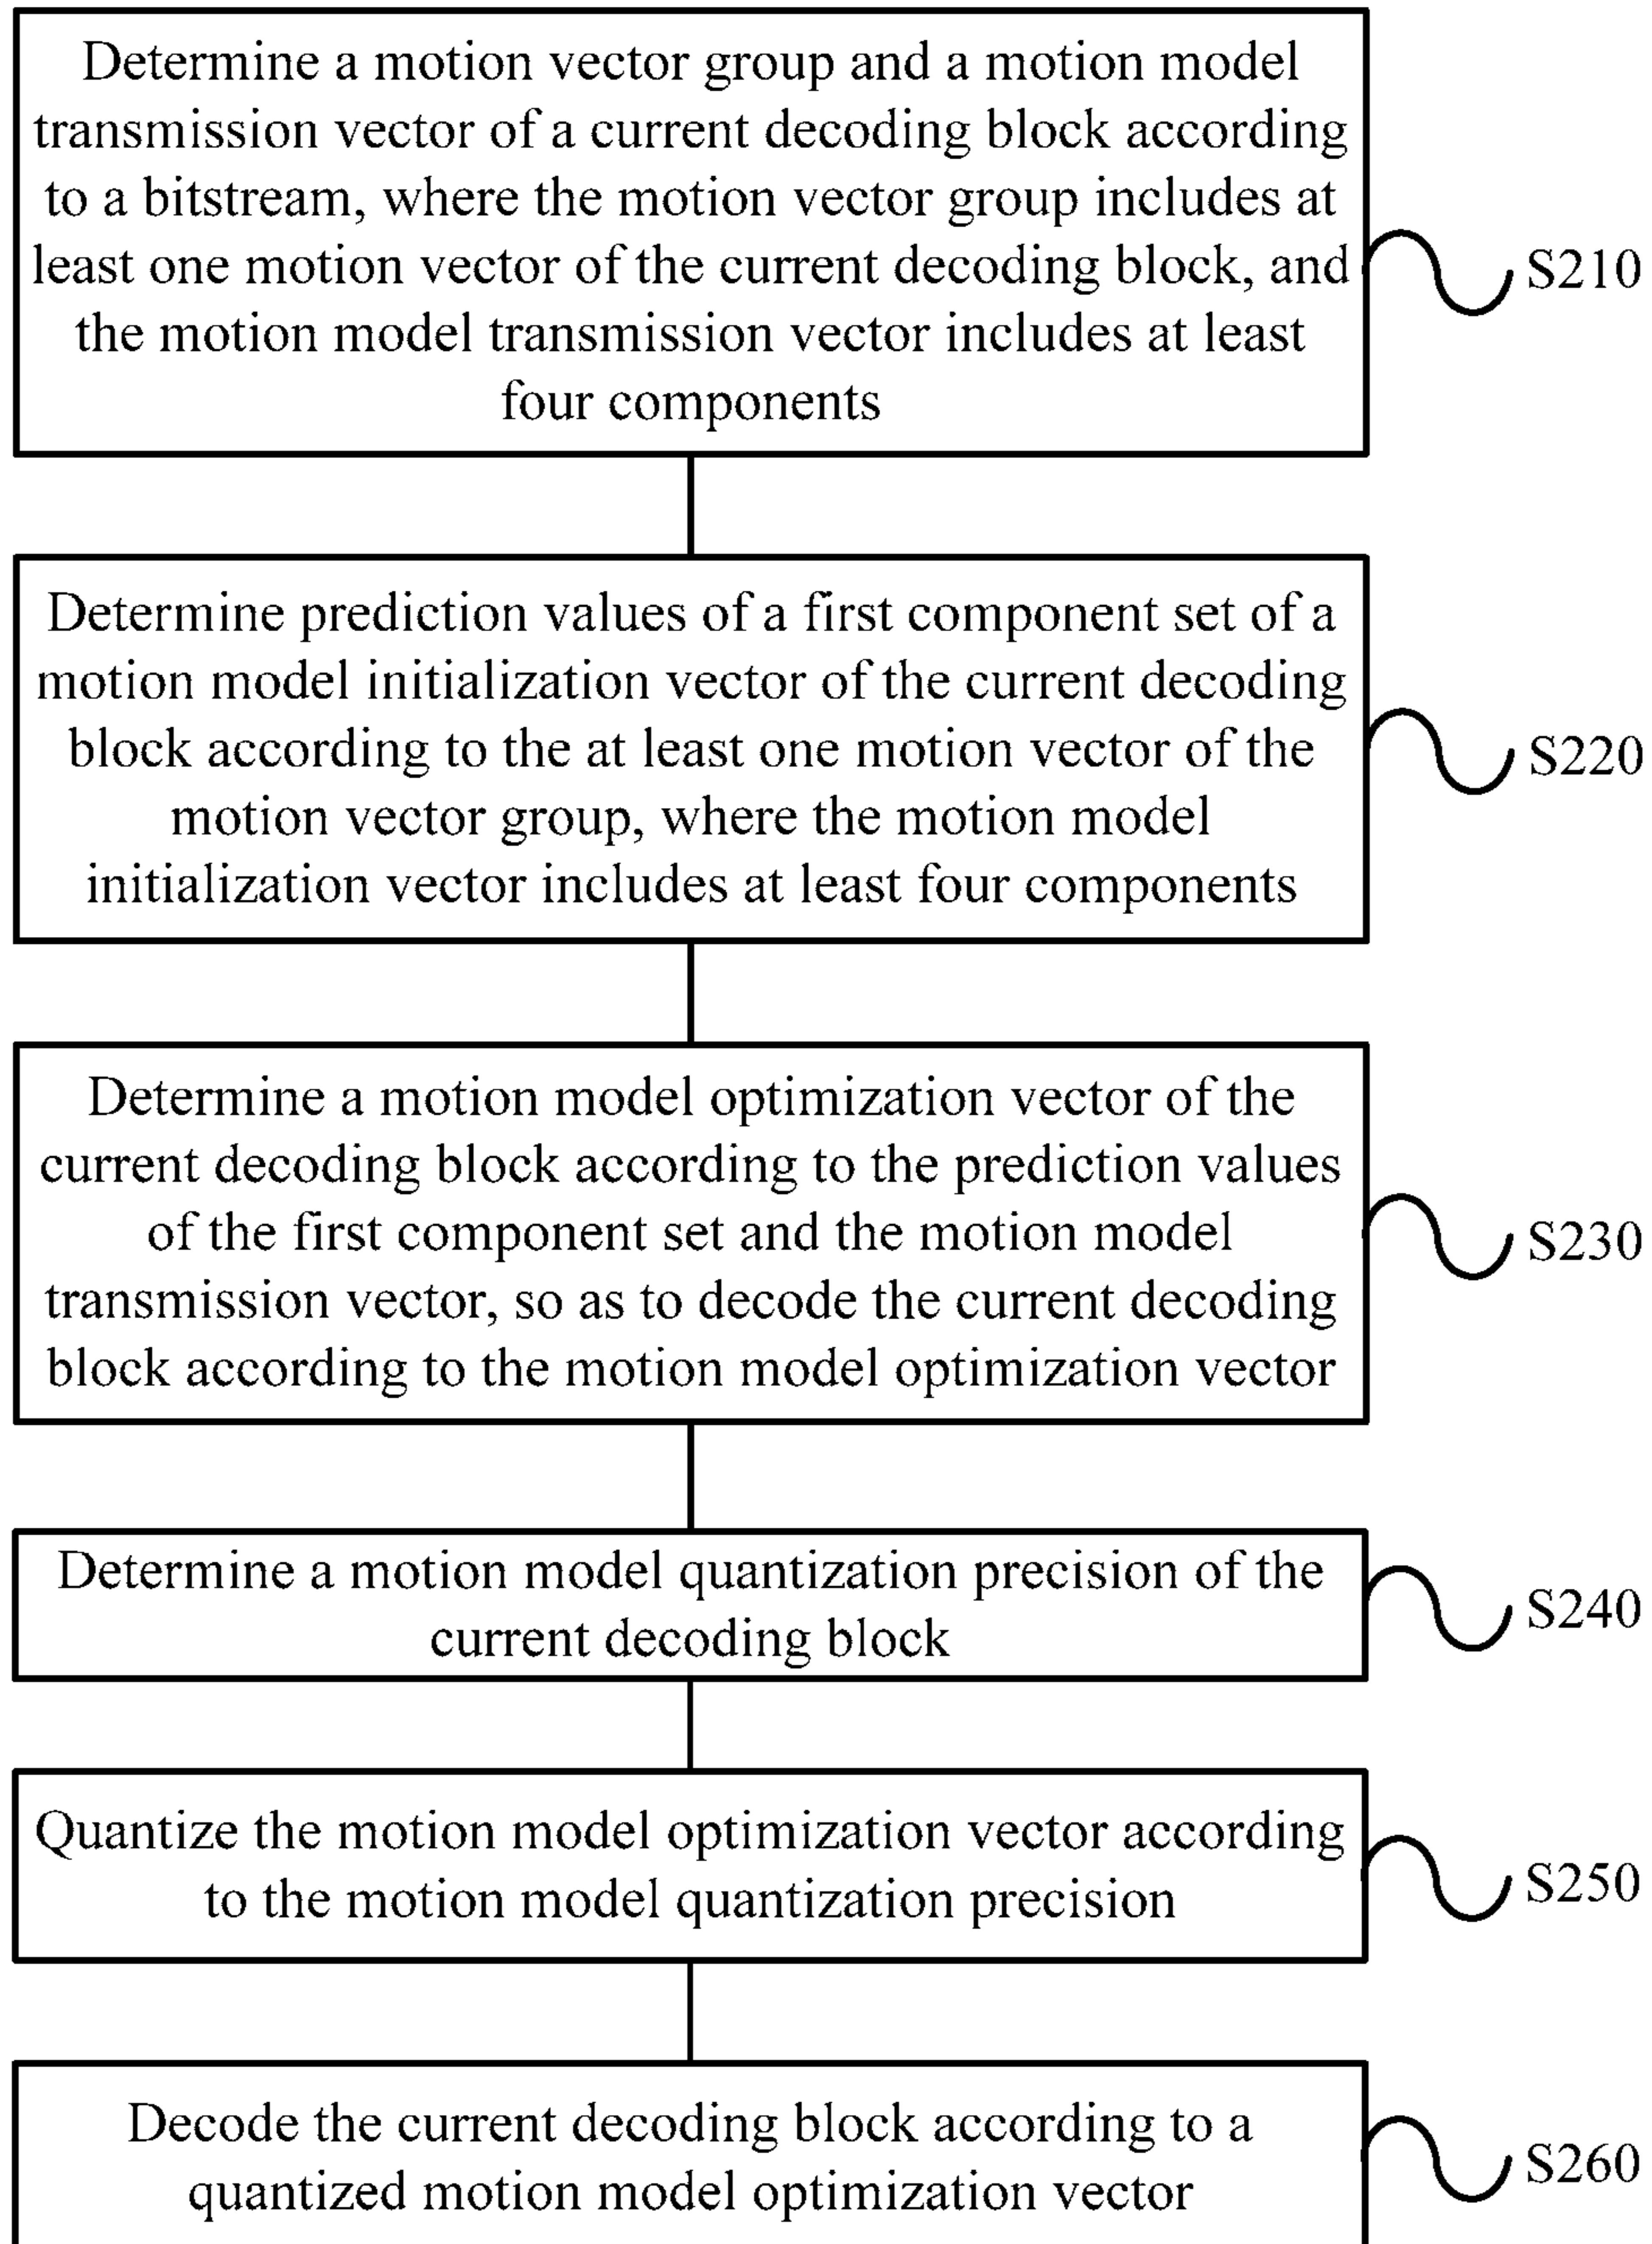 Determine a motion vector group and a motion model
transmission vector of a current decoding block according
to a bitstream, where the motion vector group includes at
least one motion vector of the current decoding block, and
the motion model transmission vector includes at least
four components
S210
Determine prediction values of a first component set of a
motion model initialization vector of the current decoding
block according to the at least one motion vector of the
motion vector group, where the motion model
initialization vector includes at least four components
S220
Determine a motion model optimization vector of the
current decoding block according to the prediction values
of the first component set and the motion model
transmission vector, so as to decode the current decoding
block according to the motion model optimization vector
S230
Determine a motion model quantization precision of the
current decoding block
S240
Quantize the motion model optimization vector according
to the motion model quantization precision
S250
Decode the current decoding block according to a
quantized motion model optimization vector
S260